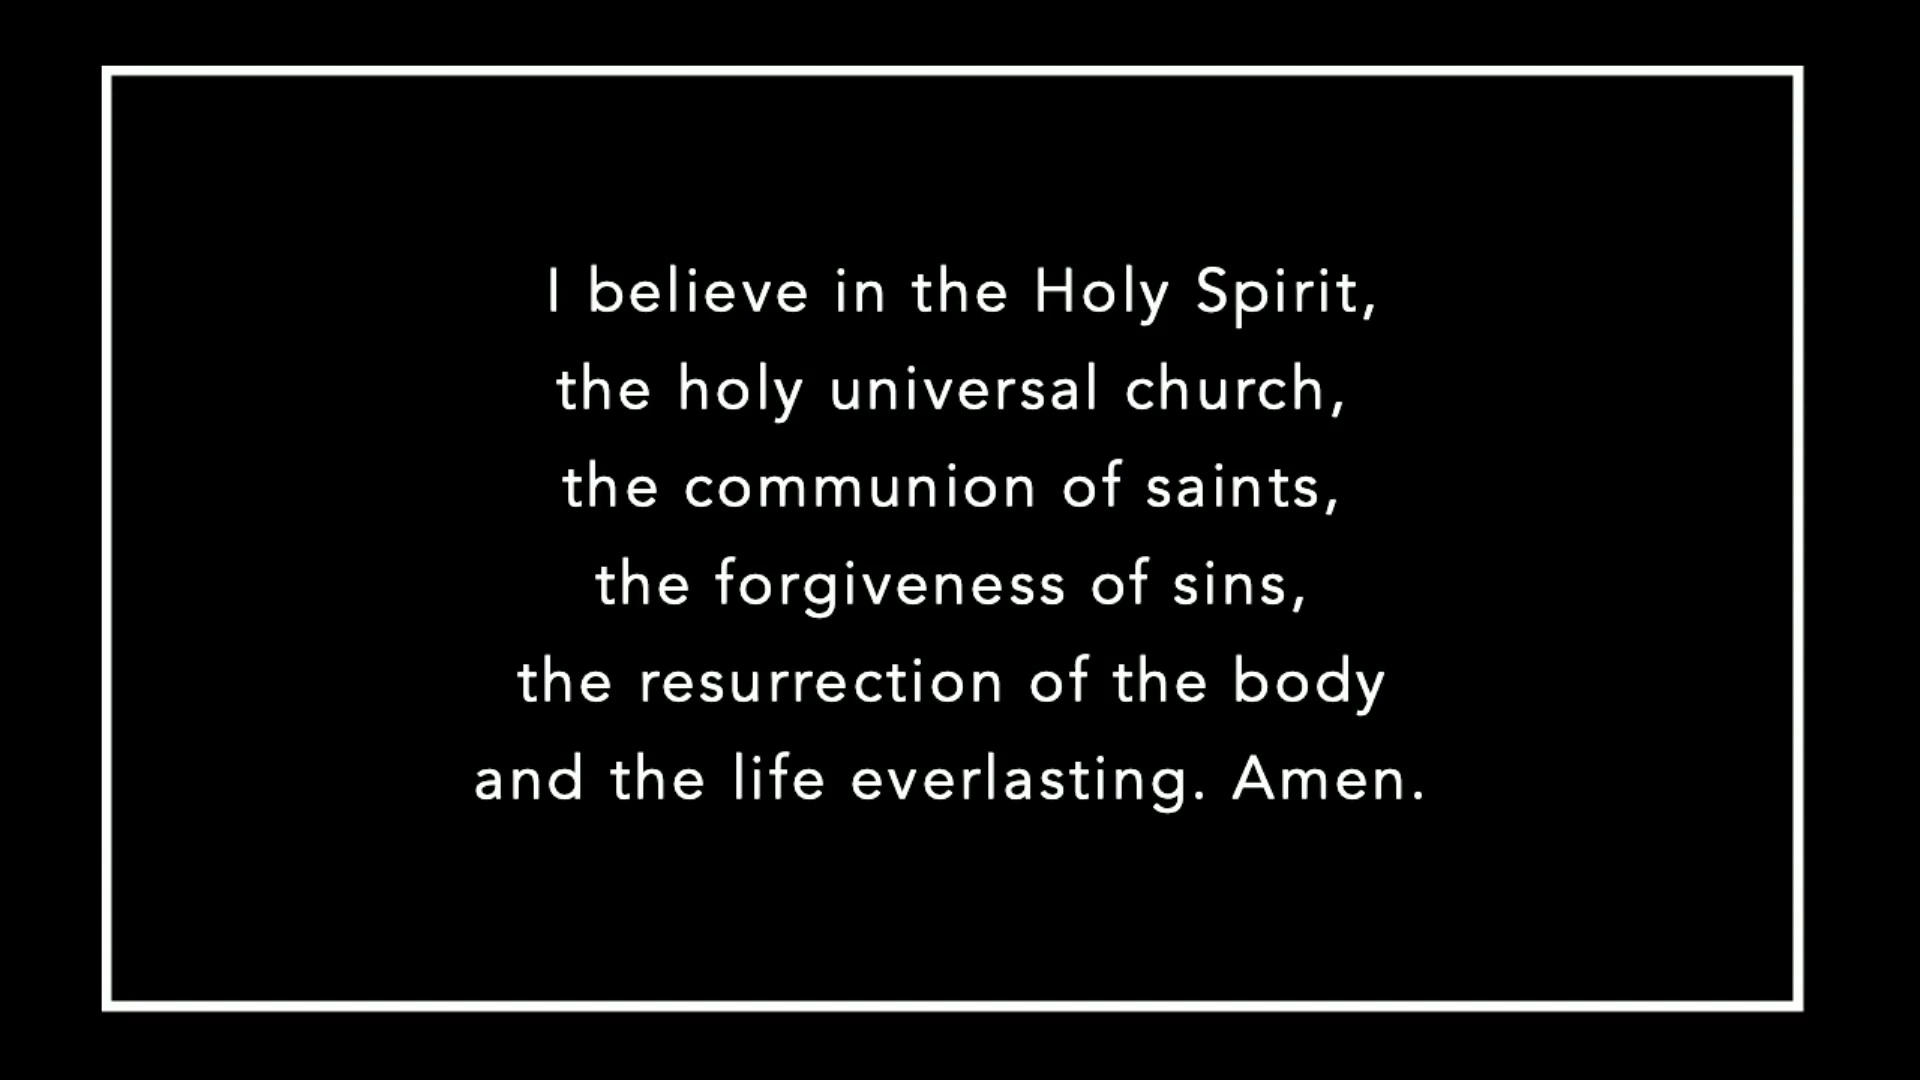 I believe in the Holy Spirit,
the holy universal church,
the communion of saints,
the forgiveness of sins,
the resurrection of the body
and the life everlasting. Amen.